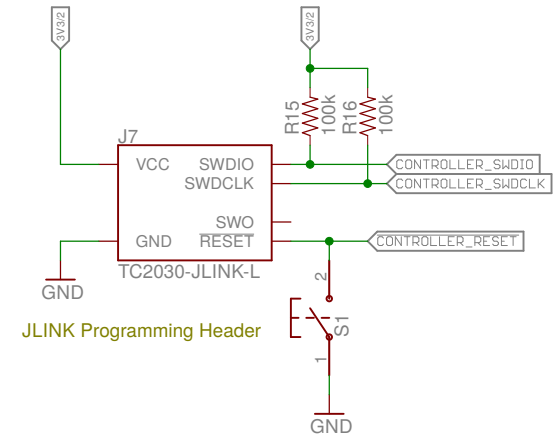 3V3/2
3V3/2
R15
100k
R16
100k
J7
VCC
SWDIO
CONTROLLER_SWDIO
SWDCLK
CONTROLLER_SWDCLK
SWO
GND
RESET
CONTROLLER_RESET
TC2030-JLINK-L
GND
2
JLINK Programming Header
S1
1
GND